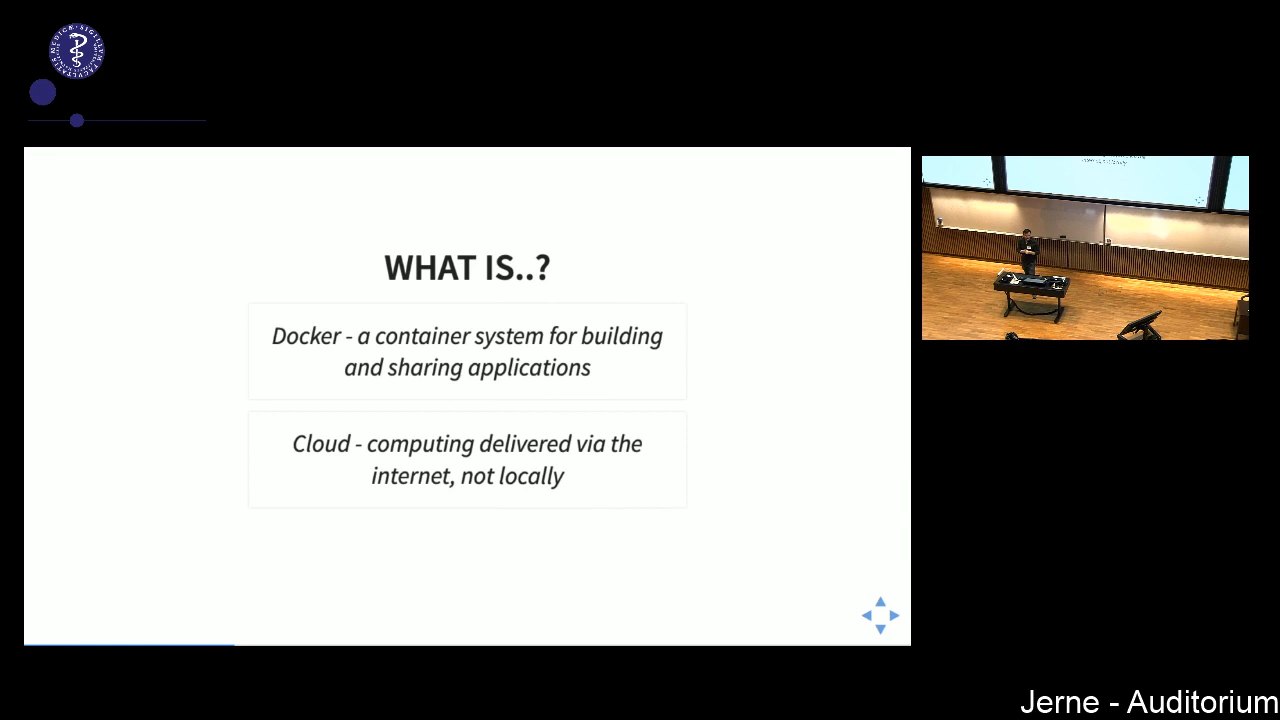 WHAT IS..?
Docker - a container system for building
and sharing applications
Cloud - computing delivered via the
internet, not locally
Jerne - Auditorium